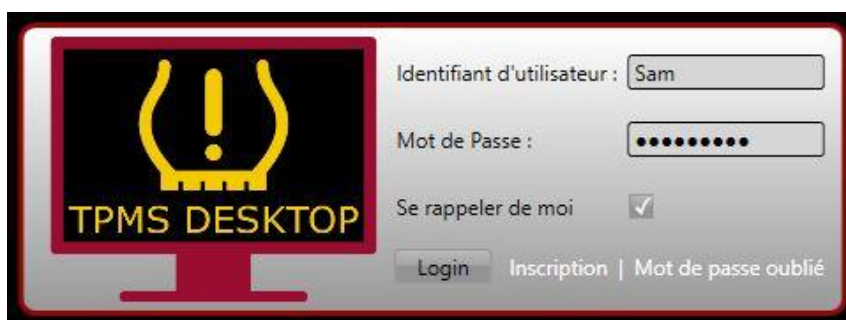 TPMS DESKTOP
Identifiant d'utilisateur : Sam
Mot de Passe : •••••••••
Se rappeler de moi
Login Inscription | Mot de passe oublié